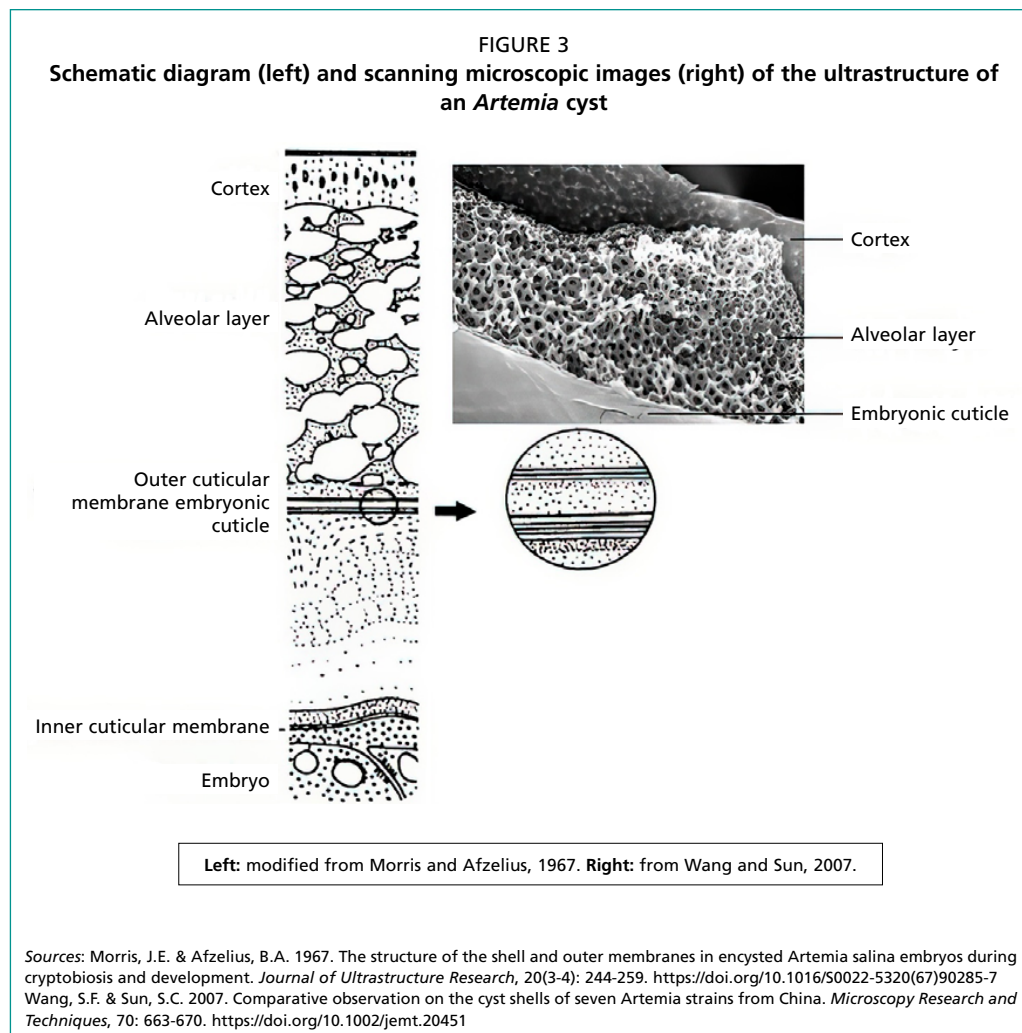 FIGURE 3
Schematic diagram (left) and scanning microscopic images (right) of the ultrastructure of
an Artemia cyst
Cortex
Alveolar layer
Outer cuticular
membrane embryonic
cuticle
Inner cuticular membrane
Embryo
Cortex
Alveolar layer
Embryonic cuticle
Left: modified from Morris and Afzelius, 1967. Right: from Wang and Sun, 2007.
Sources: Morris, J.E. & Afzelius, B.A. 1967. The structure of the shell and outer membranes in encysted Artemia salina embryos during
cryptobiosis and development. Journal of Ultrastructure Research, 20(3-4): 244-259. https://doi.org/10.1016/S0022-5320(67)90285-7
Wang, S.F. & Sun, S.C. 2007. Comparative observation on the cyst shells of seven Artemia strains from China. Microscopy Research and
Techniques, 70: 663-670. https://doi.org/10.1002/jemt.20451